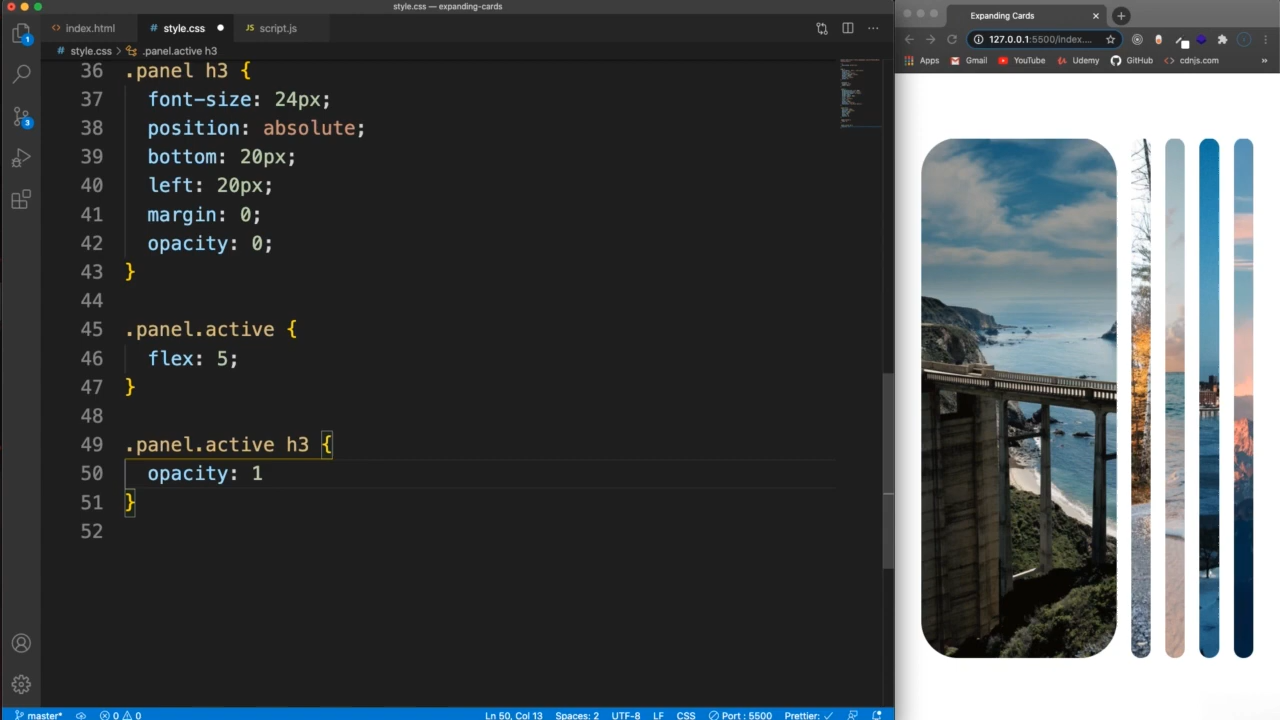 style.css — expanding-cards
index.html
style.css
script.js
style.css > .panel.active h3
36 .panel h3 {
37 font-size: 24px;
38 position: absolute;
39 bottom: 20px;
40 left: 20px;
41 margin: 0;
42 opacity: 0;
43 }
44
45 .panel.active {
46 flex: 5;
47 }
48
49 .panel.active h3 {
50 opacity: 1
51 }
52
1
3
master* 0 0 Ln 50, Col 13 Spaces: 2 UTF-8 LF CSS Port : 5500 Prettier: ✓
Expanding Cards
127.0.0.1:5500/index....
Apps Gmail YouTube Udemy GitHub cdnjs.com »